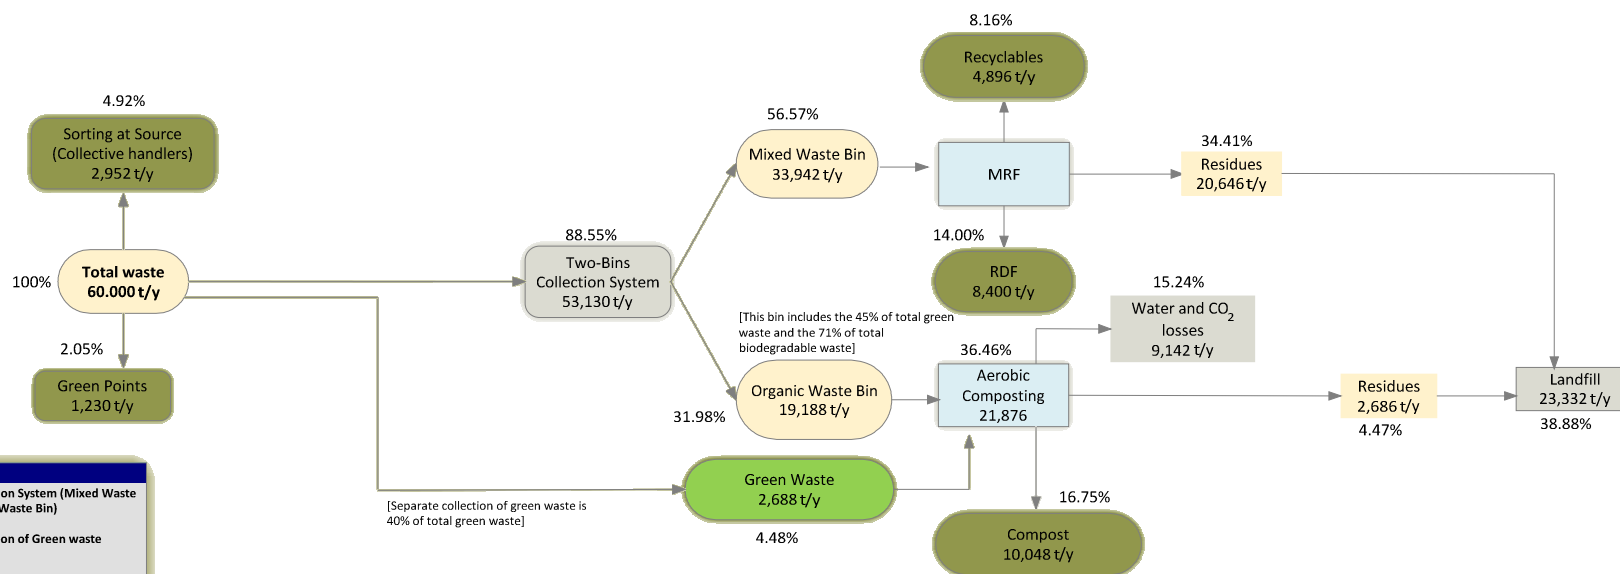 8.16%
Recyclables
4,896 t/y
4.92%
Sorting at Source
(Collective handlers)
2,952 t/y
56.57%
Mixed Waste Bin
33,942 t/y
MRF
34.41%
Residues
20,646 t/y
100%
Total waste
60.000 t/y
88.55%
Two-Bins
Collection System
53,130 t/y
14.00%
RDF
8,400 t/y
15.24%
Water and CO2
losses
9,142 t/y
[This bin includes the 45% of total green
waste and the 71% of total
biodegradable waste]
2.05%
Green Points
1,230 t/y
31.98%
Organic Waste Bin
19,188 t/y
36.46%
Aerobic
Composting
21,876
Residues
2,686 t/y
4.47%
Landfill
23,332 t/y
38.88%
Green Waste
2,688 t/y
4.48%
[Separate collection of green waste is
40% of total green waste]
16.75%
Compost
10,048 t/y
on System (Mixed Waste
Waste Bin)
on of Green waste